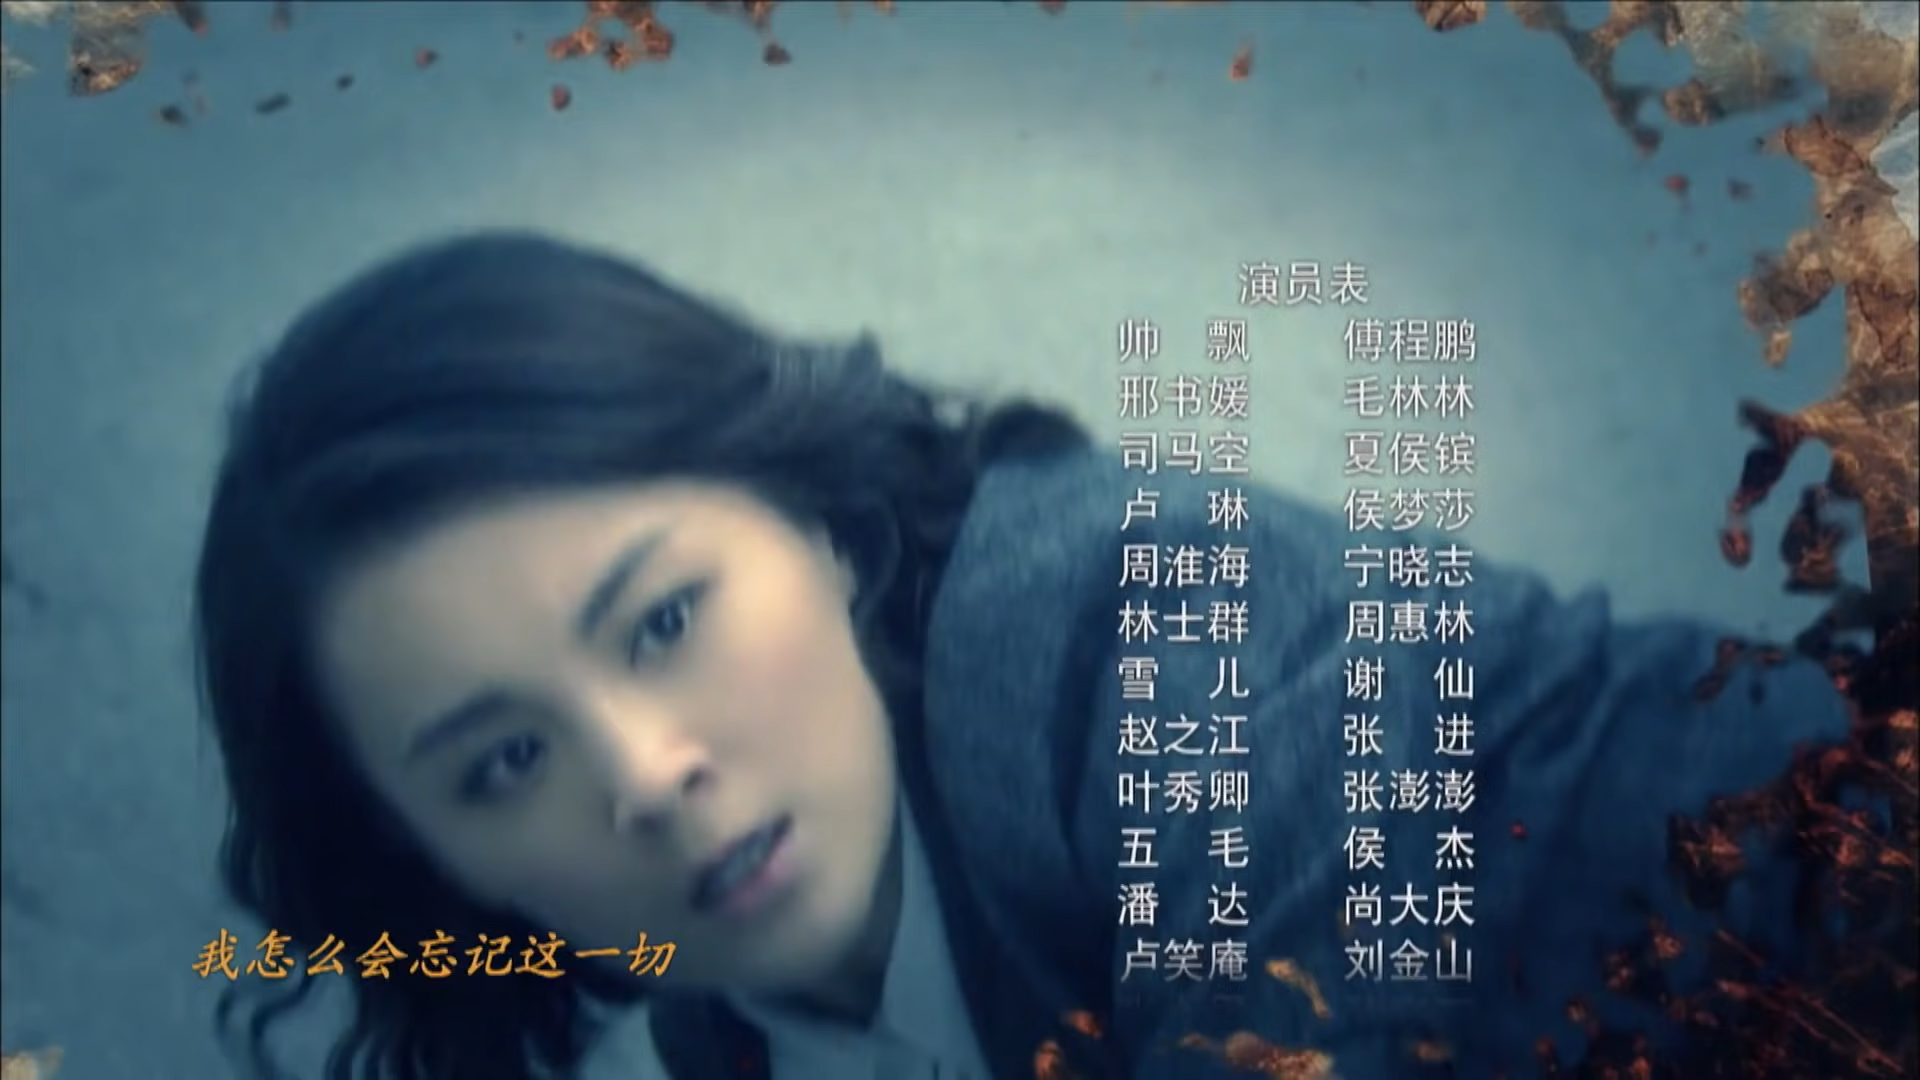 演员表
帅 飘 傅程鹏
邢书媛 毛林林
司马空 夏侯镔
卢 琳 侯梦莎
周淮海 宁晓志
林士群 周惠林
雪 儿 谢 仙
赵之江 张 进
叶秀卿 张澎澎
五 毛 侯 杰
潘 达 尚大庆
卢笑庵 刘金山
我怎么会忘记这一切